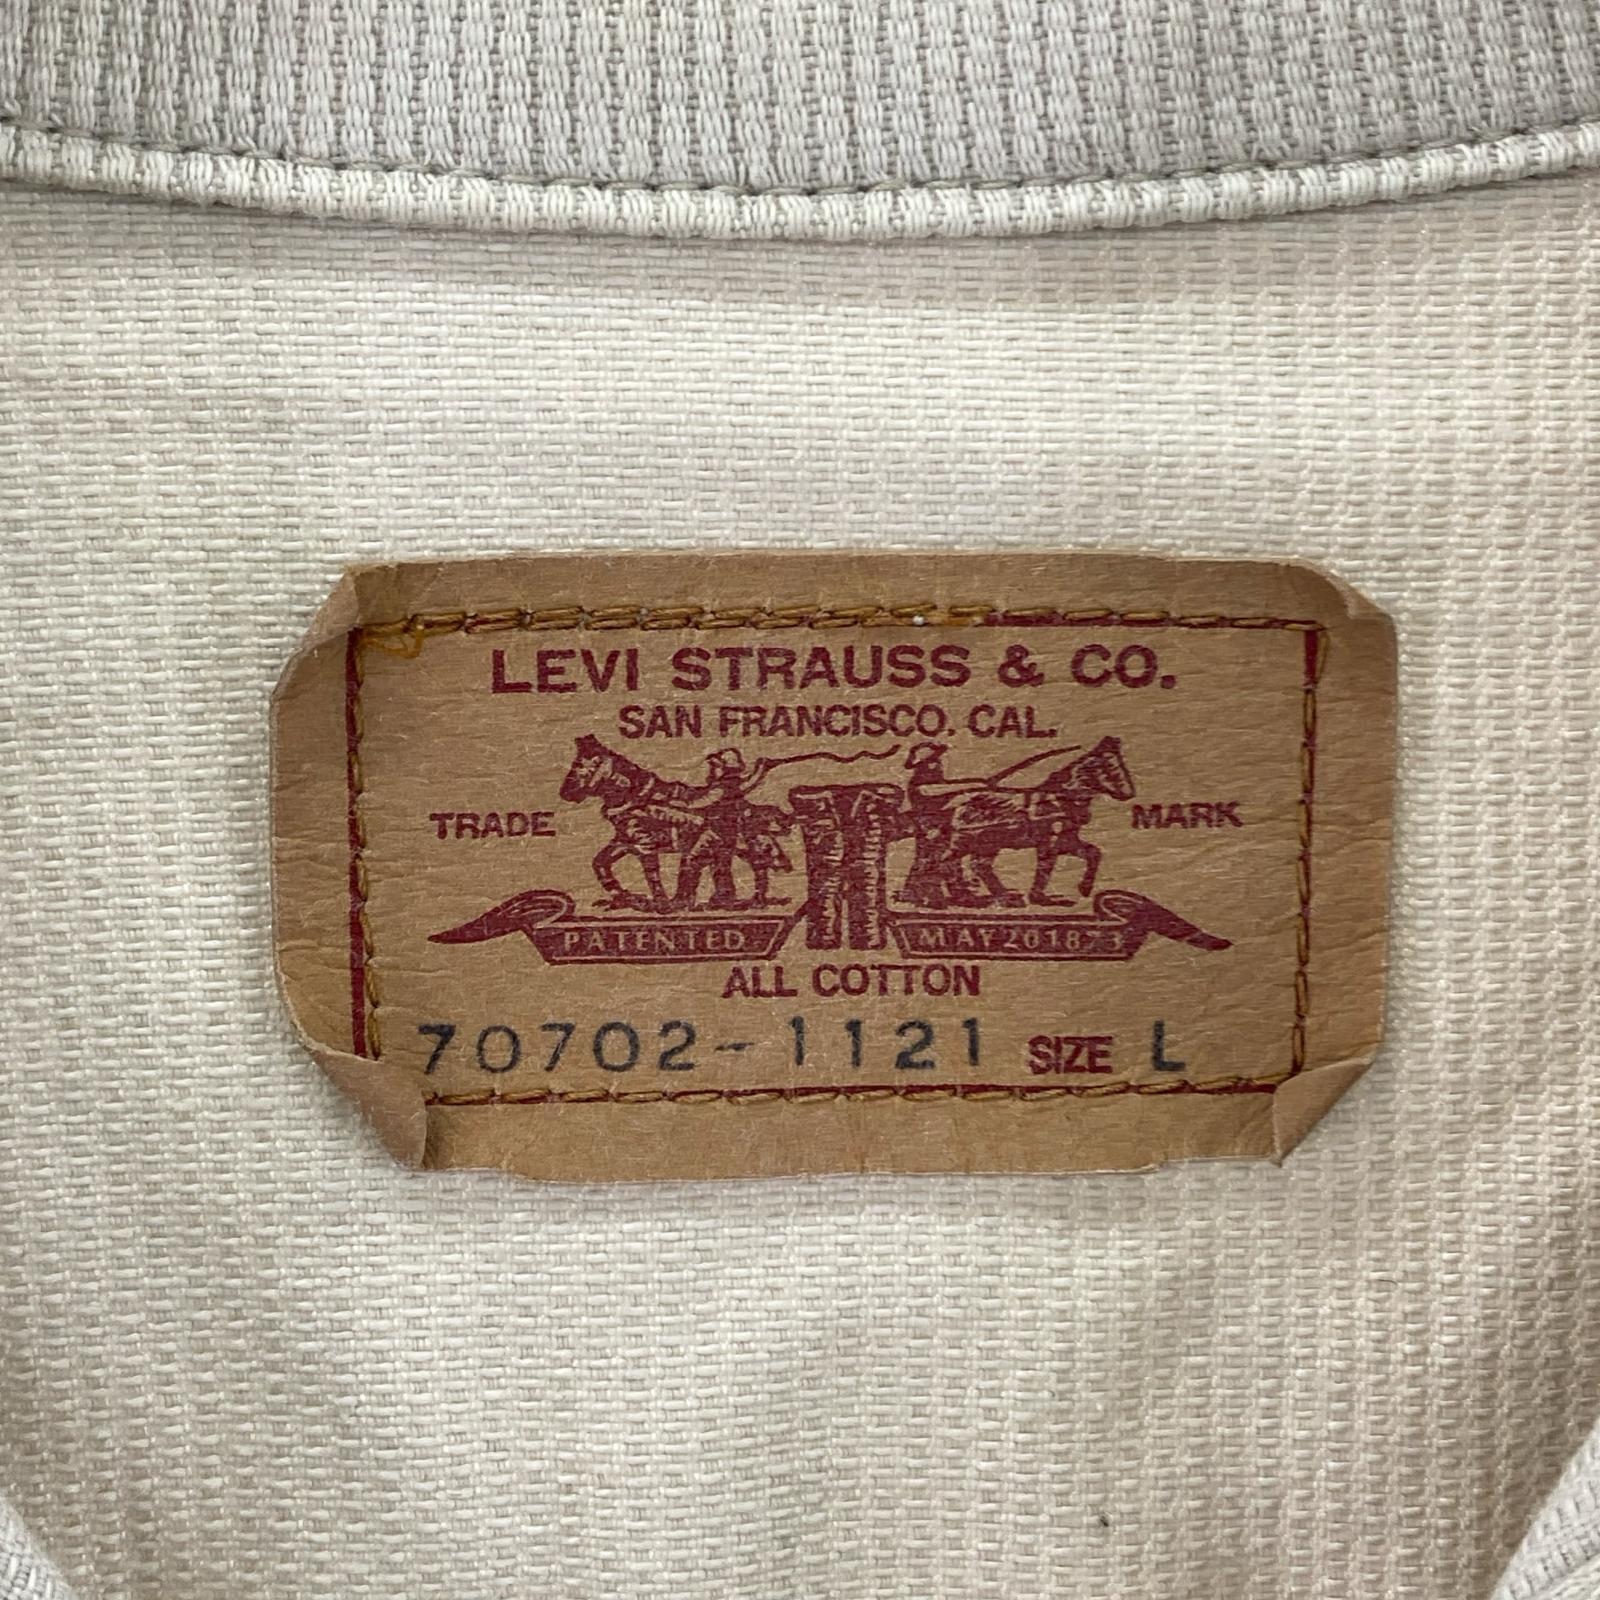 LEVI STRAUSS & CO.
SAN FRANCISCO. CAL.
TRADE MARK
PATENTED MAY 20 1873
ALL COTTON
70702-1121 SIZE L